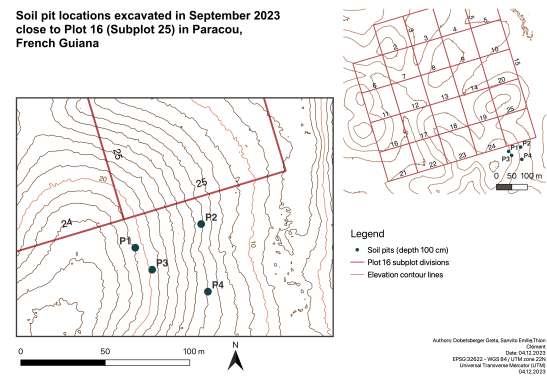 Soil pit locations excavated in September 2023
close to Plot 16 (Subplot 25) in Paracou,
French Guiana
25
20
25
24
P1
P2
P3
P4
10
0 50 100 m
N
5
4
3
2
10
15
9
8
7
6
20
14
13
12
11
25
19
18
17
16
24
23
22
21
P1
P2
P3
P4
0 50 100 m
Legend
Soil pits (depth 100 cm)
Plot 16 subplot divisions
Elevation contour lines
Authors: Dobetsberger Greta, Sanvito Emilie,Thion
Clément
Date: 04.12.2023
EPSG:32622 - WGS 84 / UTM zone 22N
Universal Transverse Mercator (UTM)
04.12.2023